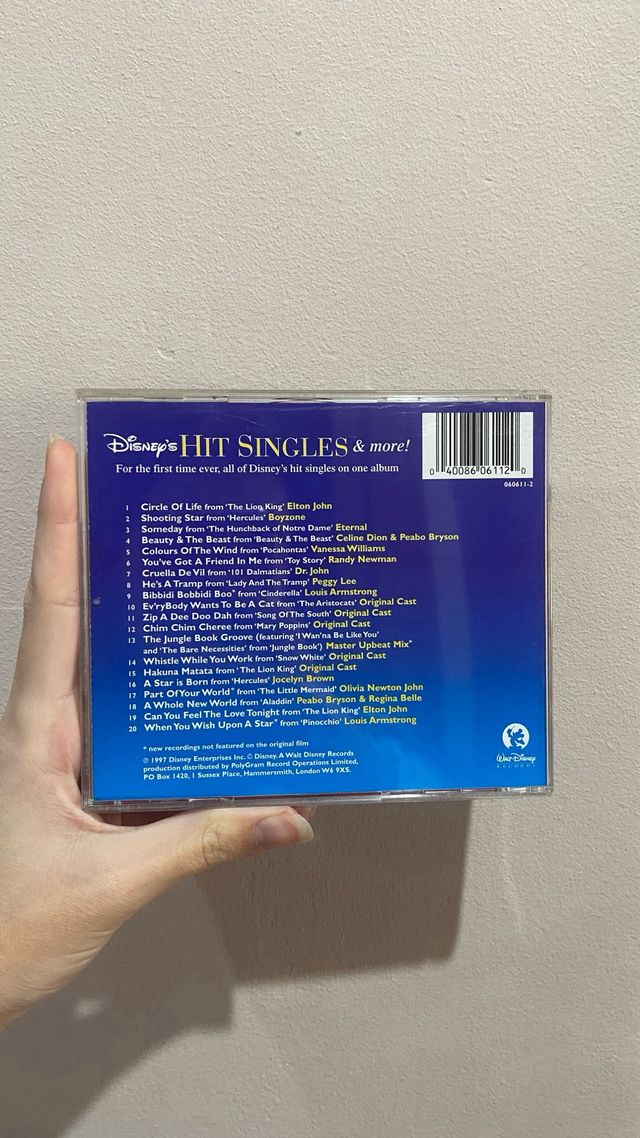 Disney's HIT SINGLES & more!
For the first time ever, all of Disney's hit singles on one album
0 40086 06112 0
060611-2
1 Circle Of Life from 'The Lion King' Elton John
2 Shooting Star from 'Hercules' Boyzone
3 Someday from 'The Hunchback of Notre Dame' Eternal
4 Beauty & The Beast from 'Beauty & The Beast' Celine Dion & Peabo Bryson
5 Colours Of The Wind from 'Pocahontas' Vanessa Williams
6 You've Got A Friend In Me from 'Toy Story' Randy Newman
7 Cruella De Vil from '101 Dalmatians' Dr. John
8 He's A Tramp from 'Lady And The Tramp' Peggy Lee
9 Bibbidi Bobbidi Boo* from 'Cinderella' Louis Armstrong
10 Ev'ryBody Wants To Be A Cat from 'The Aristocats' Original Cast
11 Zip A Dee Doo Dah from 'Song Of The South' Original Cast
12 Chim Chim Cheree from 'Mary Poppins' Original Cast
13 The Jungle Book Groove (featuring 'I Wan'na Be Like You'
and 'The Bare Necessities' from 'Jungle Book') Master Upbeat Mix*
14 Whistle While You Work from 'Snow White' Original Cast
15 Hakuna Matata from 'The Lion King' Original Cast
16 A Star is Born from 'Hercules' Jocelyn Brown
17 Part Of Your World* from 'The Little Mermaid' Olivia Newton John
18 A Whole New World from 'Aladdin' Peabo Bryson & Regina Belle
19 Can You Feel The Love Tonight from 'The Lion King' Elton John
20 When You Wish Upon A Star* from 'Pinocchio' Louis Armstrong
* new recordings not featured on the original film
℗ 1997 Disney Enterprises Inc. © Disney. A Walt Disney Records
production distributed by PolyGram Record Operations Limited,
PO Box 1420, 1 Sussex Place, Hammersmith, London W6 9XS.
Walt Disney
RECORDS